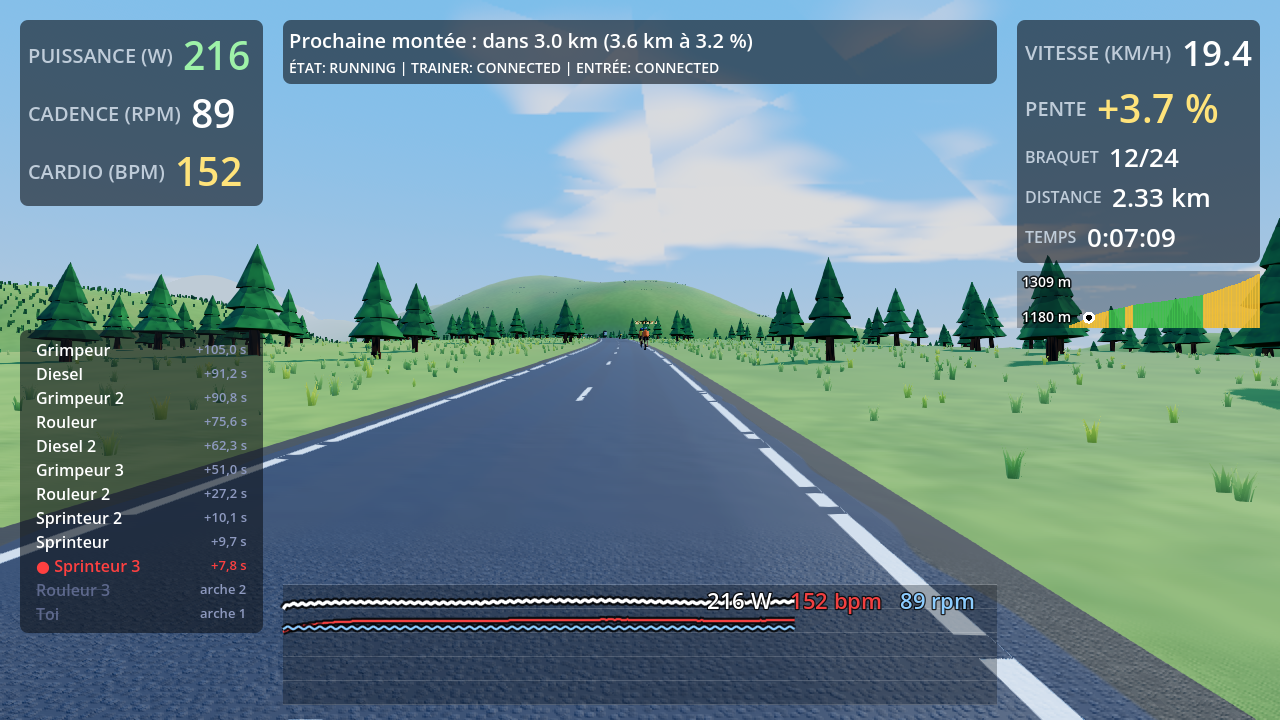 PUISSANCE (W) 216
CADENCE (RPM) 89
CARDIO (BPM) 152
Prochaine montée : dans 3.0 km (3.6 km à 3.2 %)
ÉTAT: RUNNING | TRAINER: CONNECTED | ENTRÉE: CONNECTED
VITESSE (KM/H) 19.4
PENTE +3.7 %
BRAQUET 12/24
DISTANCE 2.33 km
TEMPS 0:07:09
1309 m
1180 m
Grimpeur +105,0 s
Diesel +91,2 s
Grimpeur 2 +90,8 s
Rouleur +75,6 s
Diesel 2 +62,3 s
Grimpeur 3 +51,0 s
Rouleur 2 +27,2 s
Sprinteur 2 +10,1 s
Sprinteur +9,7 s
Sprinteur 3 +7,8 s
Rouleur 3 arche 2
Toi arche 1
216 W 152 bpm 89 rpm